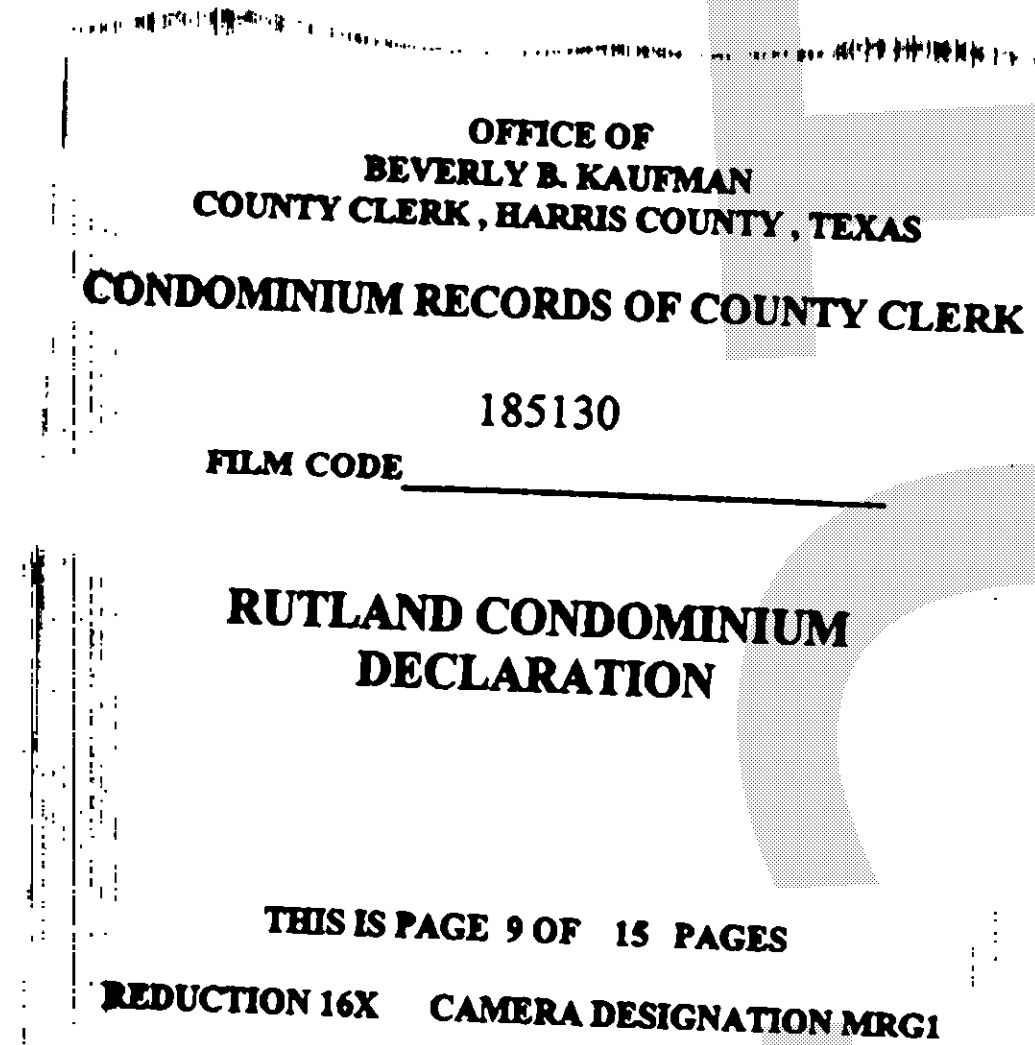 OFFICE OF
BEVERLY B. KAUFMAN
COUNTY CLERK , HARRIS COUNTY , TEXAS
CONDOMINIUM RECORDS OF COUNTY CLERK
185130
FILM CODE
RUTLAND CONDOMINIUM
DECLARATION
THIS IS PAGE 9 OF 15 PAGES
REDUCTION 16X CAMERA DESIGNATION MRG1